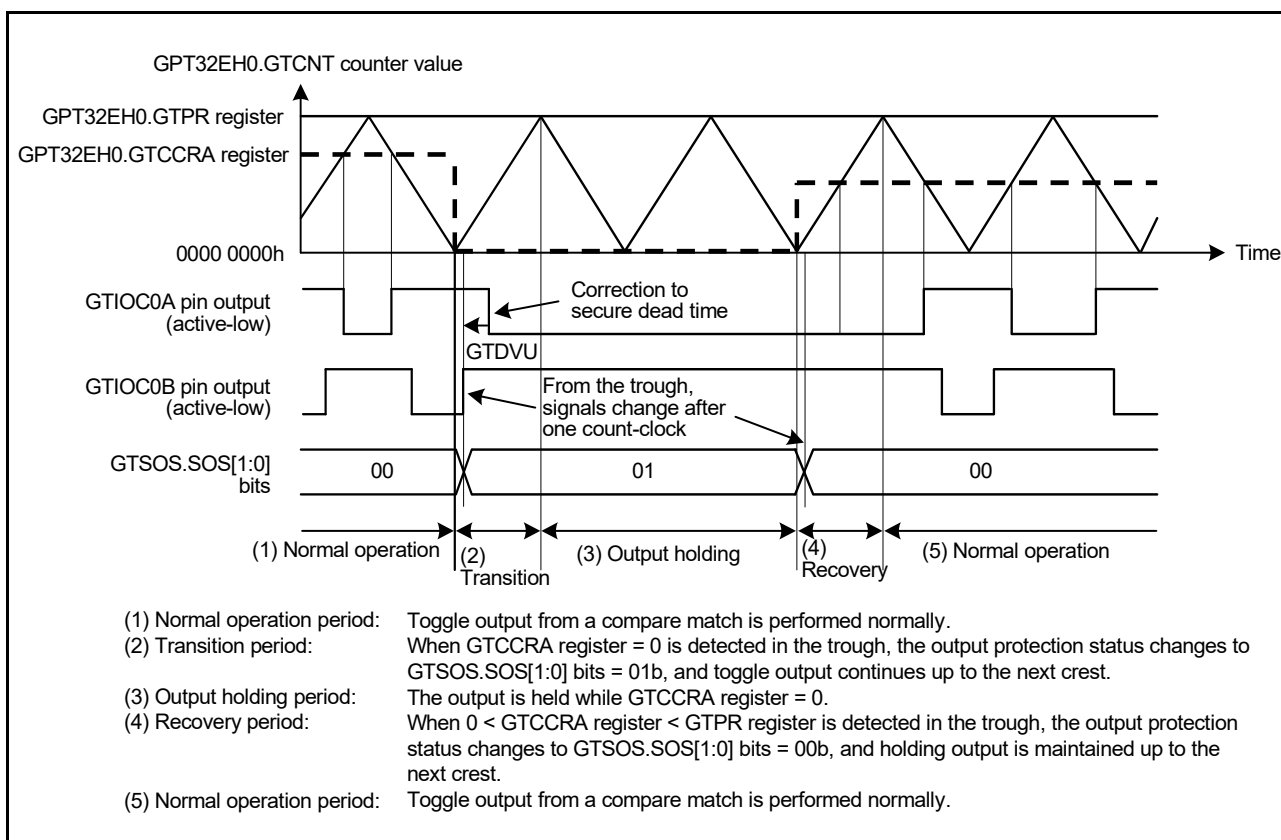 GPT32EH0.GTCNT counter value
GPT32EH0.GTPR register
GPT32EH0.GTCCRA register
0000 0000h
Time
GTIOC0A pin output
(active-low)
Correction to
secure dead time
GTDVU
GTIOC0B pin output
(active-low)
From the trough,
signals change after
one count-clock
GTSOS.SOS[1:0]
bits
00
01
00
(1) Normal operation
(2)
Transition
(3) Output holding
(4)
Recovery
(5) Normal operation
(1) Normal operation period: Toggle output from a compare match is performed normally.
(2) Transition period: When GTCCRA register = 0 is detected in the trough, the output protection status changes to
GTSOS.SOS[1:0] bits = 01b, and toggle output continues up to the next crest.
(3) Output holding period: The output is held while GTCCRA register = 0.
(4) Recovery period: When 0 < GTCCRA register < GTPR register is detected in the trough, the output protection
status changes to GTSOS.SOS[1:0] bits = 00b, and holding output is maintained up to the
next crest.
(5) Normal operation period: Toggle output from a compare match is performed normally.